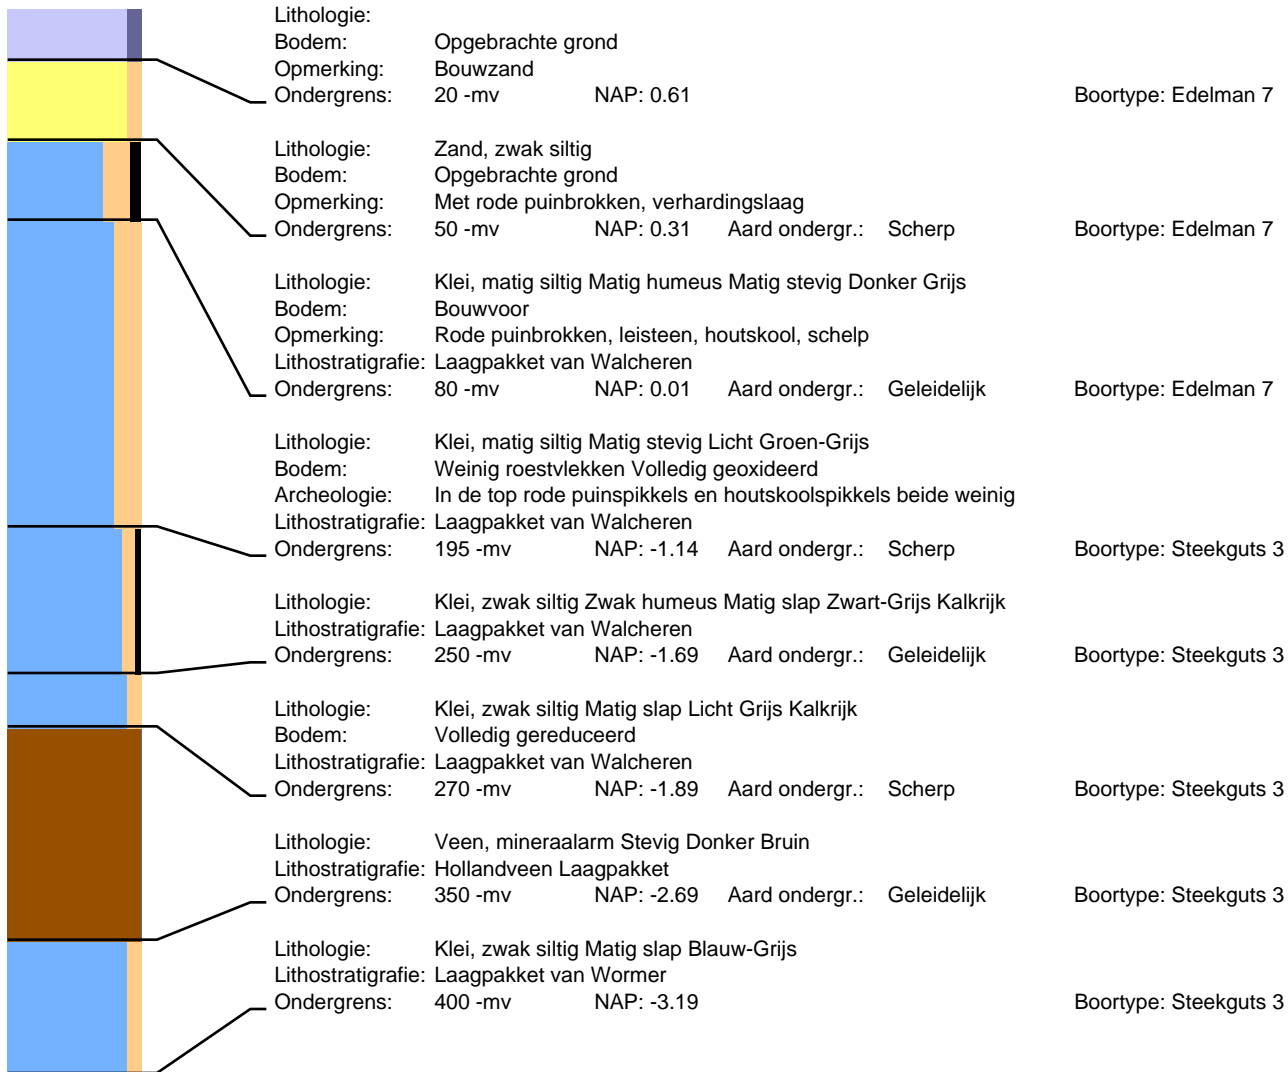 Lithologie:
Bodem: Opgebrachte grond
Opmerking: Bouwzand
Ondergrens: 20 -mv NAP: 0.61 Boortype: Edelman 7
Lithologie: Zand, zwak siltig
Bodem: Opgebrachte grond
Opmerking: Met rode puinbrokken, verhardingslaag
Ondergrens: 50 -mv NAP: 0.31 Aard ondergr.: Scherp Boortype: Edelman 7
Lithologie: Klei, matig siltig Matig humeus Matig stevig Donker Grijs
Bodem: Bouwvoor
Opmerking: Rode puinbrokken, leisteen, houtskool, schelp
Lithostratigrafie: Laagpakket van Walcheren
Ondergrens: 80 -mv NAP: 0.01 Aard ondergr.: Geleidelijk Boortype: Edelman 7
Lithologie: Klei, matig siltig Matig stevig Licht Groen-Grijs
Bodem: Weinig roestvlekken Volledig geoxideerd
Archeologie: In de top rode puinspikkels en houtskoolspikkels beide weinig
Lithostratigrafie: Laagpakket van Walcheren
Ondergrens: 195 -mv NAP: -1.14 Aard ondergr.: Scherp Boortype: Steekguts 3
Lithologie: Klei, zwak siltig Zwak humeus Matig slap Zwart-Grijs Kalkrijk
Lithostratigrafie: Laagpakket van Walcheren
Ondergrens: 250 -mv NAP: -1.69 Aard ondergr.: Geleidelijk Boortype: Steekguts 3
Lithologie: Klei, zwak siltig Matig slap Licht Grijs Kalkrijk
Bodem: Volledig gereduceerd
Lithostratigrafie: Laagpakket van Walcheren
Ondergrens: 270 -mv NAP: -1.89 Aard ondergr.: Scherp Boortype: Steekguts 3
Lithologie: Veen, mineraalarm Stevig Donker Bruin
Lithostratigrafie: Hollandveen Laagpakket
Ondergrens: 350 -mv NAP: -2.69 Aard ondergr.: Geleidelijk Boortype: Steekguts 3
Lithologie: Klei, zwak siltig Matig slap Blauw-Grijs
Lithostratigrafie: Laagpakket van Wormer
Ondergrens: 400 -mv NAP: -3.19 Boortype: Steekguts 3